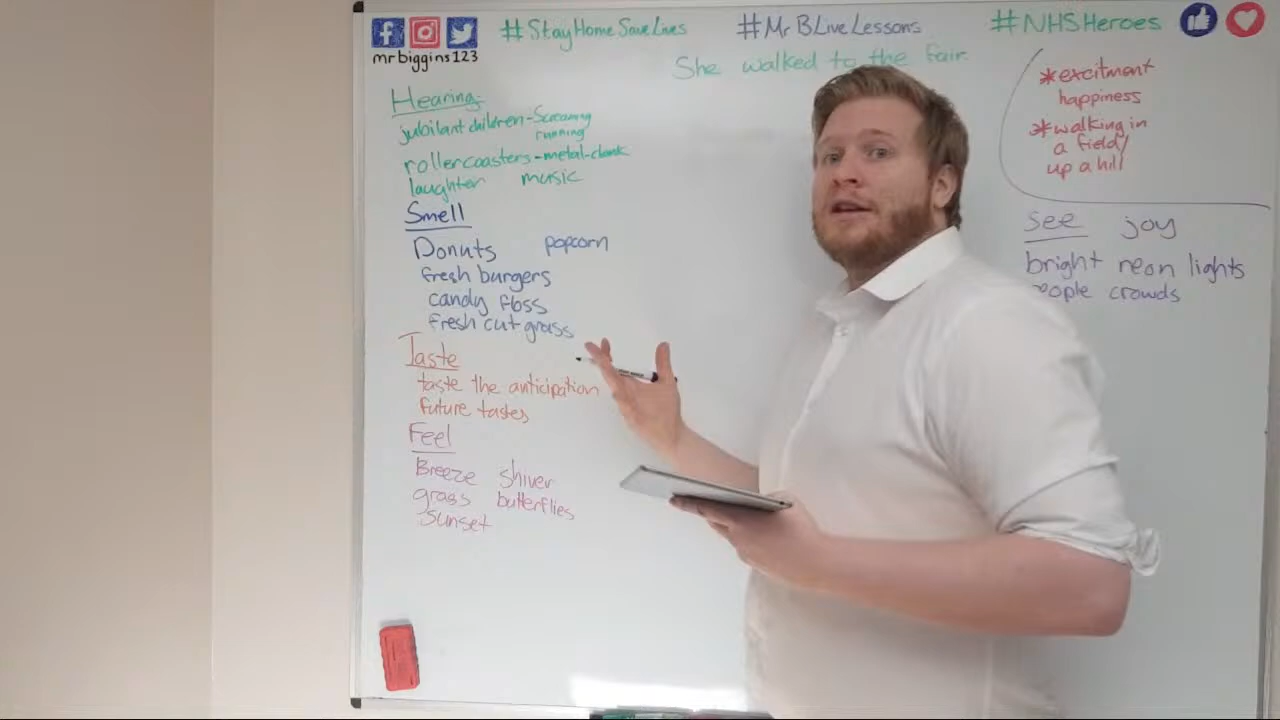 #StayHomeSaveLives #MrBLiveLessons #NHSHeroes
mrbiggins123
She walked to the fair.
Hearing
jubilant children - Screaming
running
rollercoasters - metal - clank
laughter music
Smell
Donuts popcorn
fresh burgers
candy floss
fresh cut grass
Taste
taste the anticipation
future tastes
Feel
Breeze shiver
grass butterflies
Sunset
*excitment
happiness
*walking in
a field/
up a hill
see joy
bright neon lights
people crowds